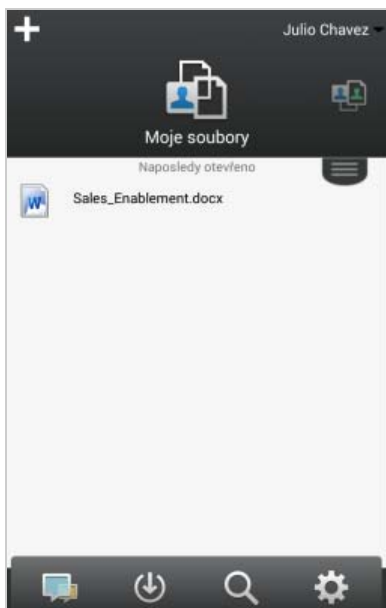 Julio Chavez
Moje soubory
Naposledy otevřeno
W
Sales_Enablement.docx